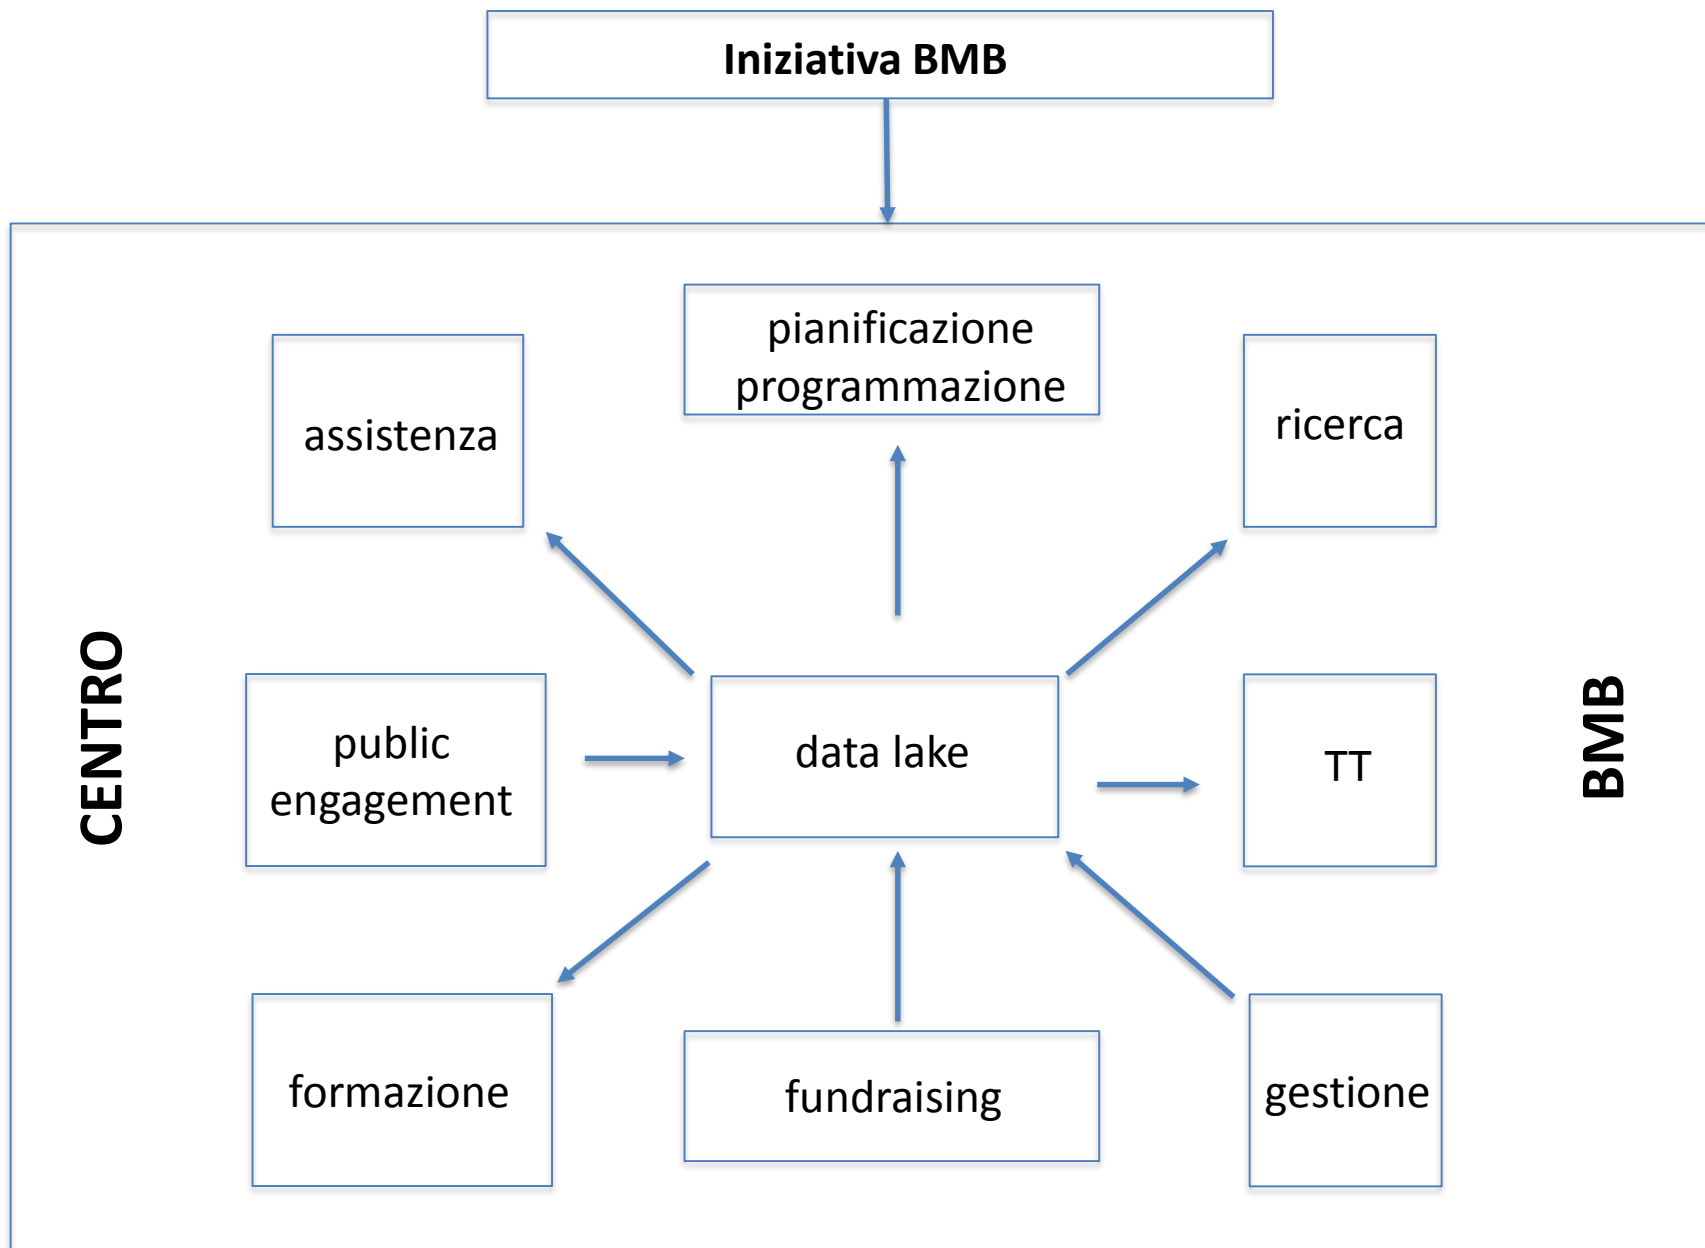 Iniziativa BMB
pianificazione
programmazione
assistenza
ricerca
CENTRO
public
engagement
data lake
TT
BMB
formazione
fundraising
gestione